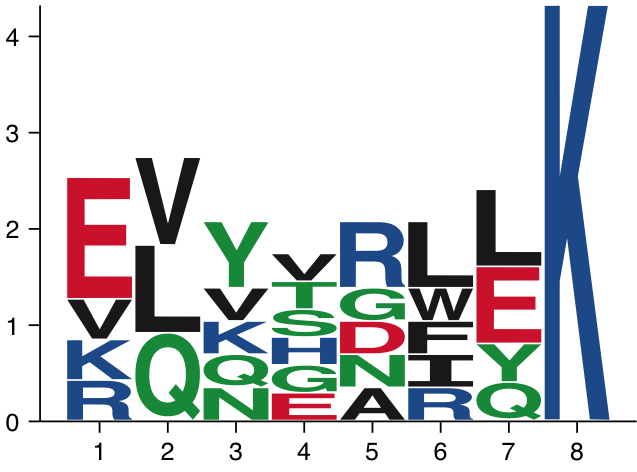 4
3
2
1
0
E V K R
V L Q
Y V K Q N
V T S H G E
R G D N A
L W F I R
L E Y Q
K
1 2 3 4 5 6 7 8